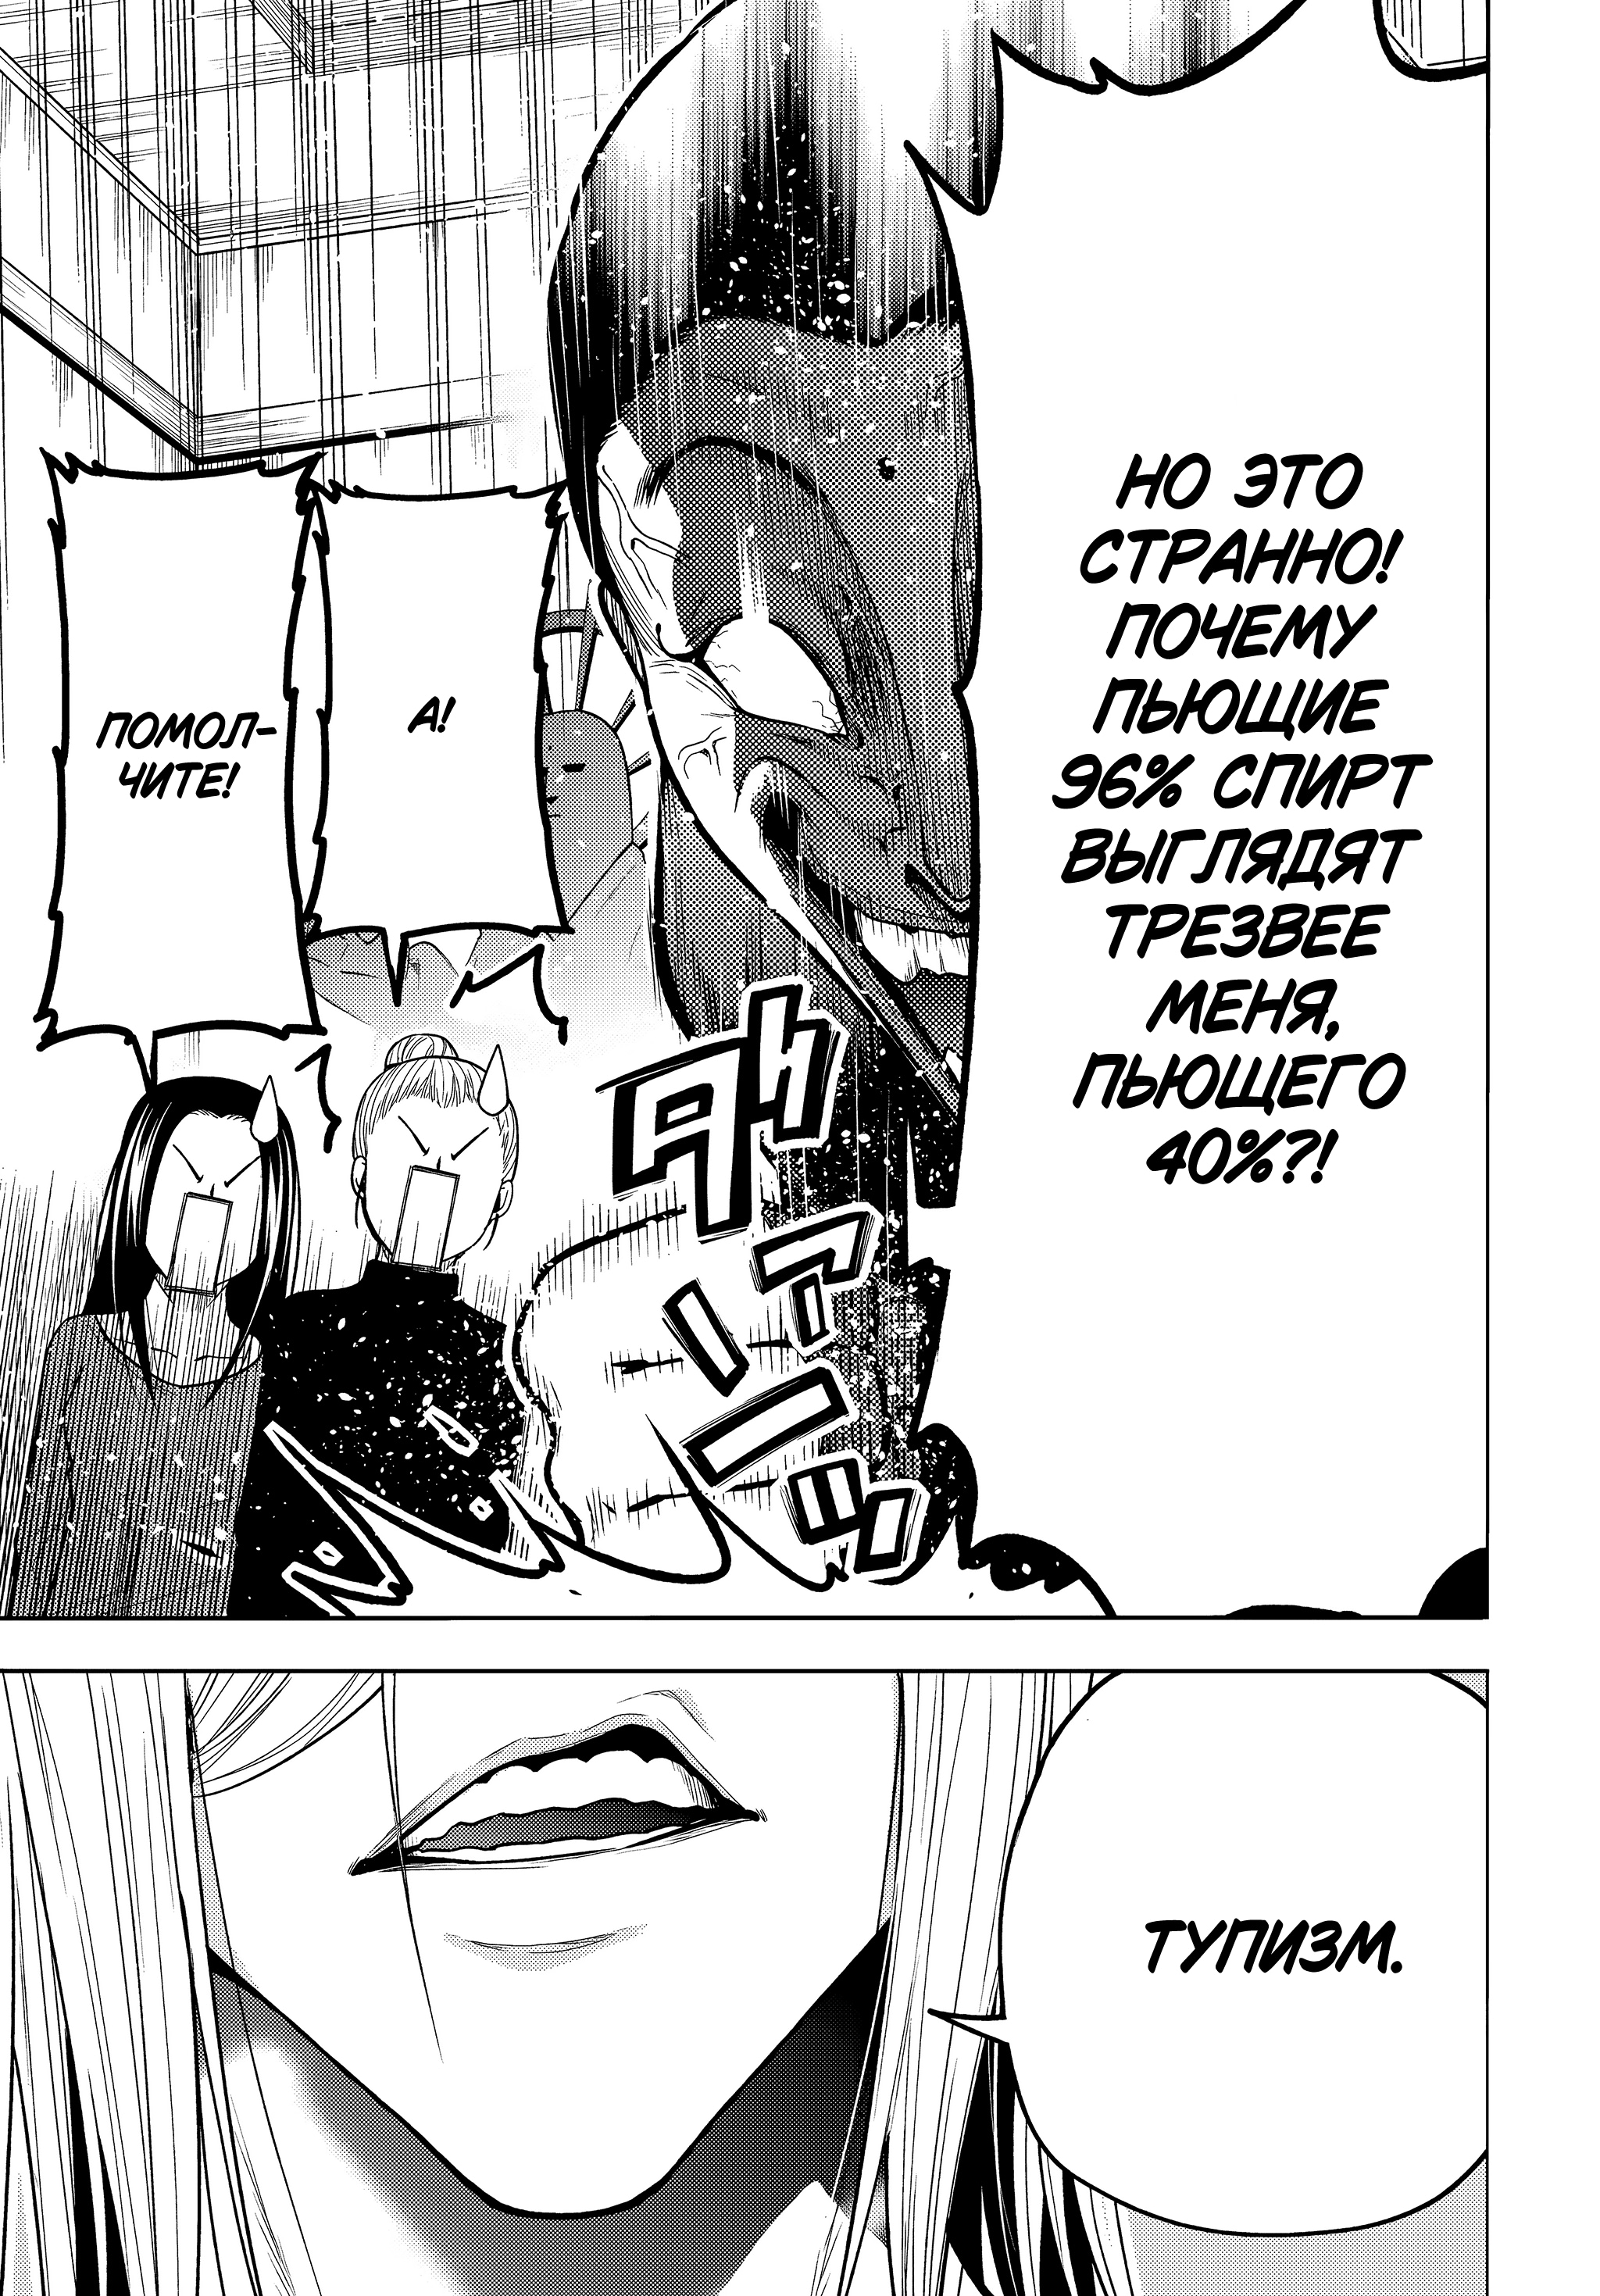 НО ЭТО
СТРАННО!
ПОЧЕМУ
ПЬЮЩИЕ
96% СПИРТ
ВЫГЛЯДЯТ
ТРЕЗВЕЕ
МЕНЯ,
ПЬЮЩЕГО
40%?!
А!
ПОМОЛ-
ЧИТЕ!
ТУПИЗМ.